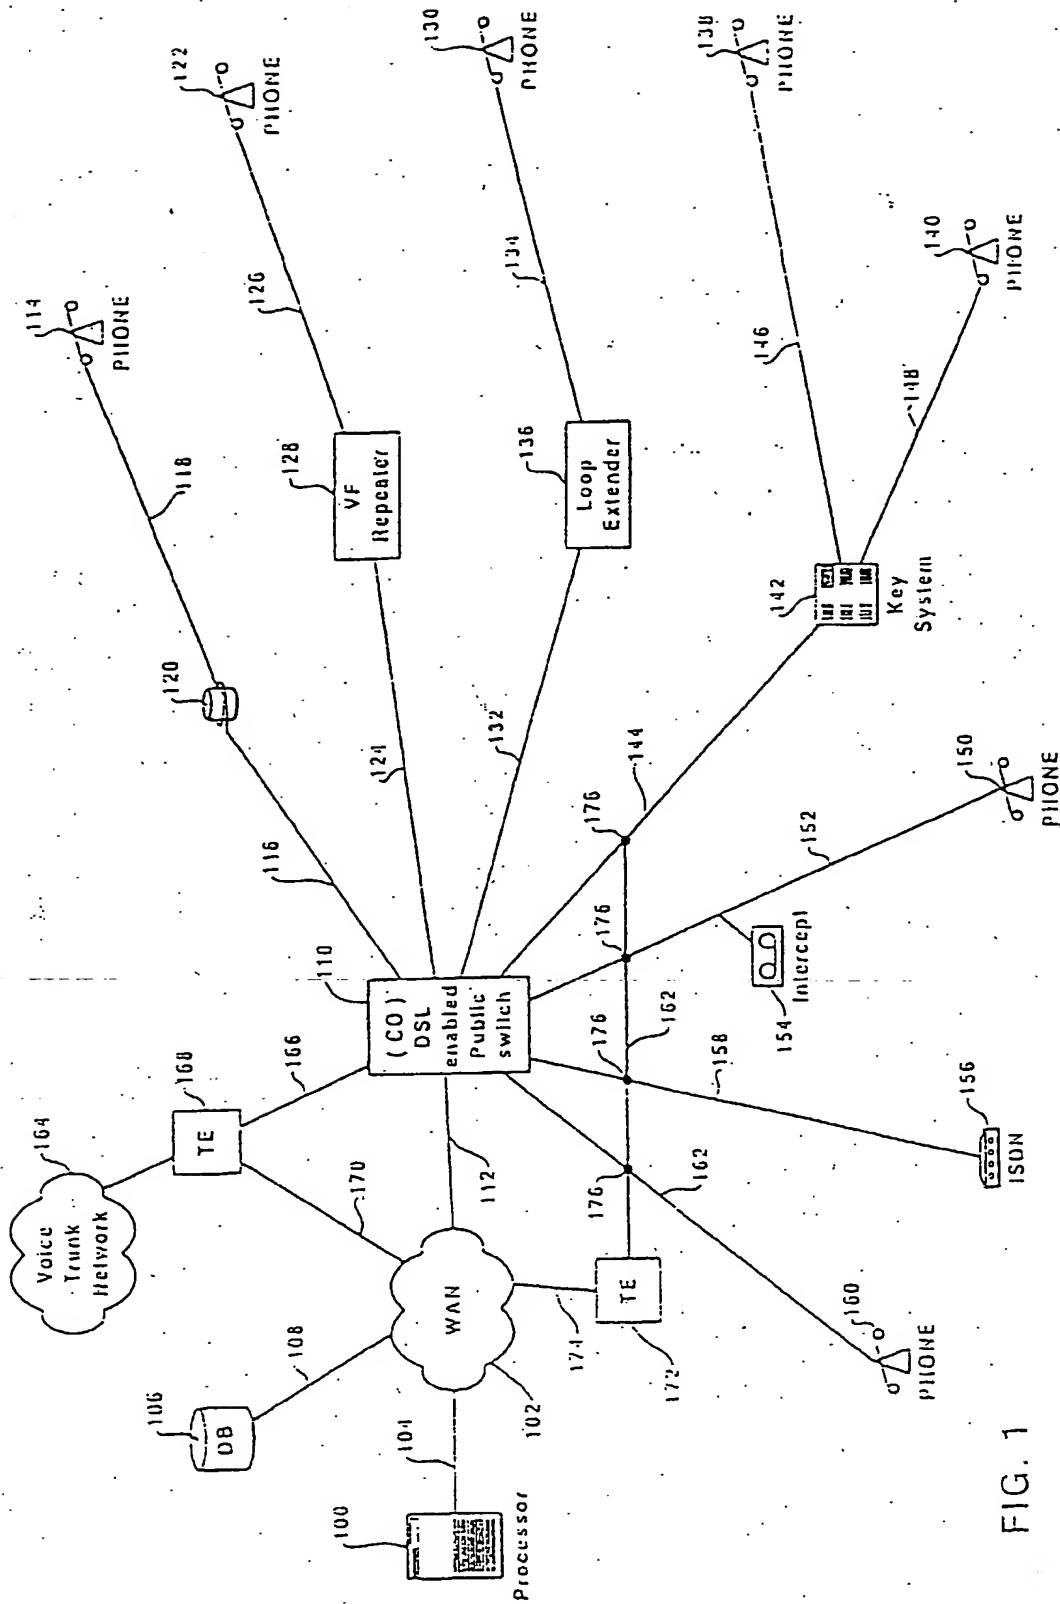 114
PHONE
118
120
116
122
PHONE
126
128
VF
Repeater
124
130
PHONE
134
136
Loop
Extender
132
138
PHONE
146
140
PHONE
148
142
Key
System
144
176
150
PHONE
152
176
154
Intercept
162
176
158
156
ISDN
110
(CO)
DSL
enabled
Public
switch
164
Voice
Trunk
Network
168
TE
166
170
112
106
DB
108
WAN
102
104
100
Processor
174
TE
172
176
162
160
PHONE
FIG. 1